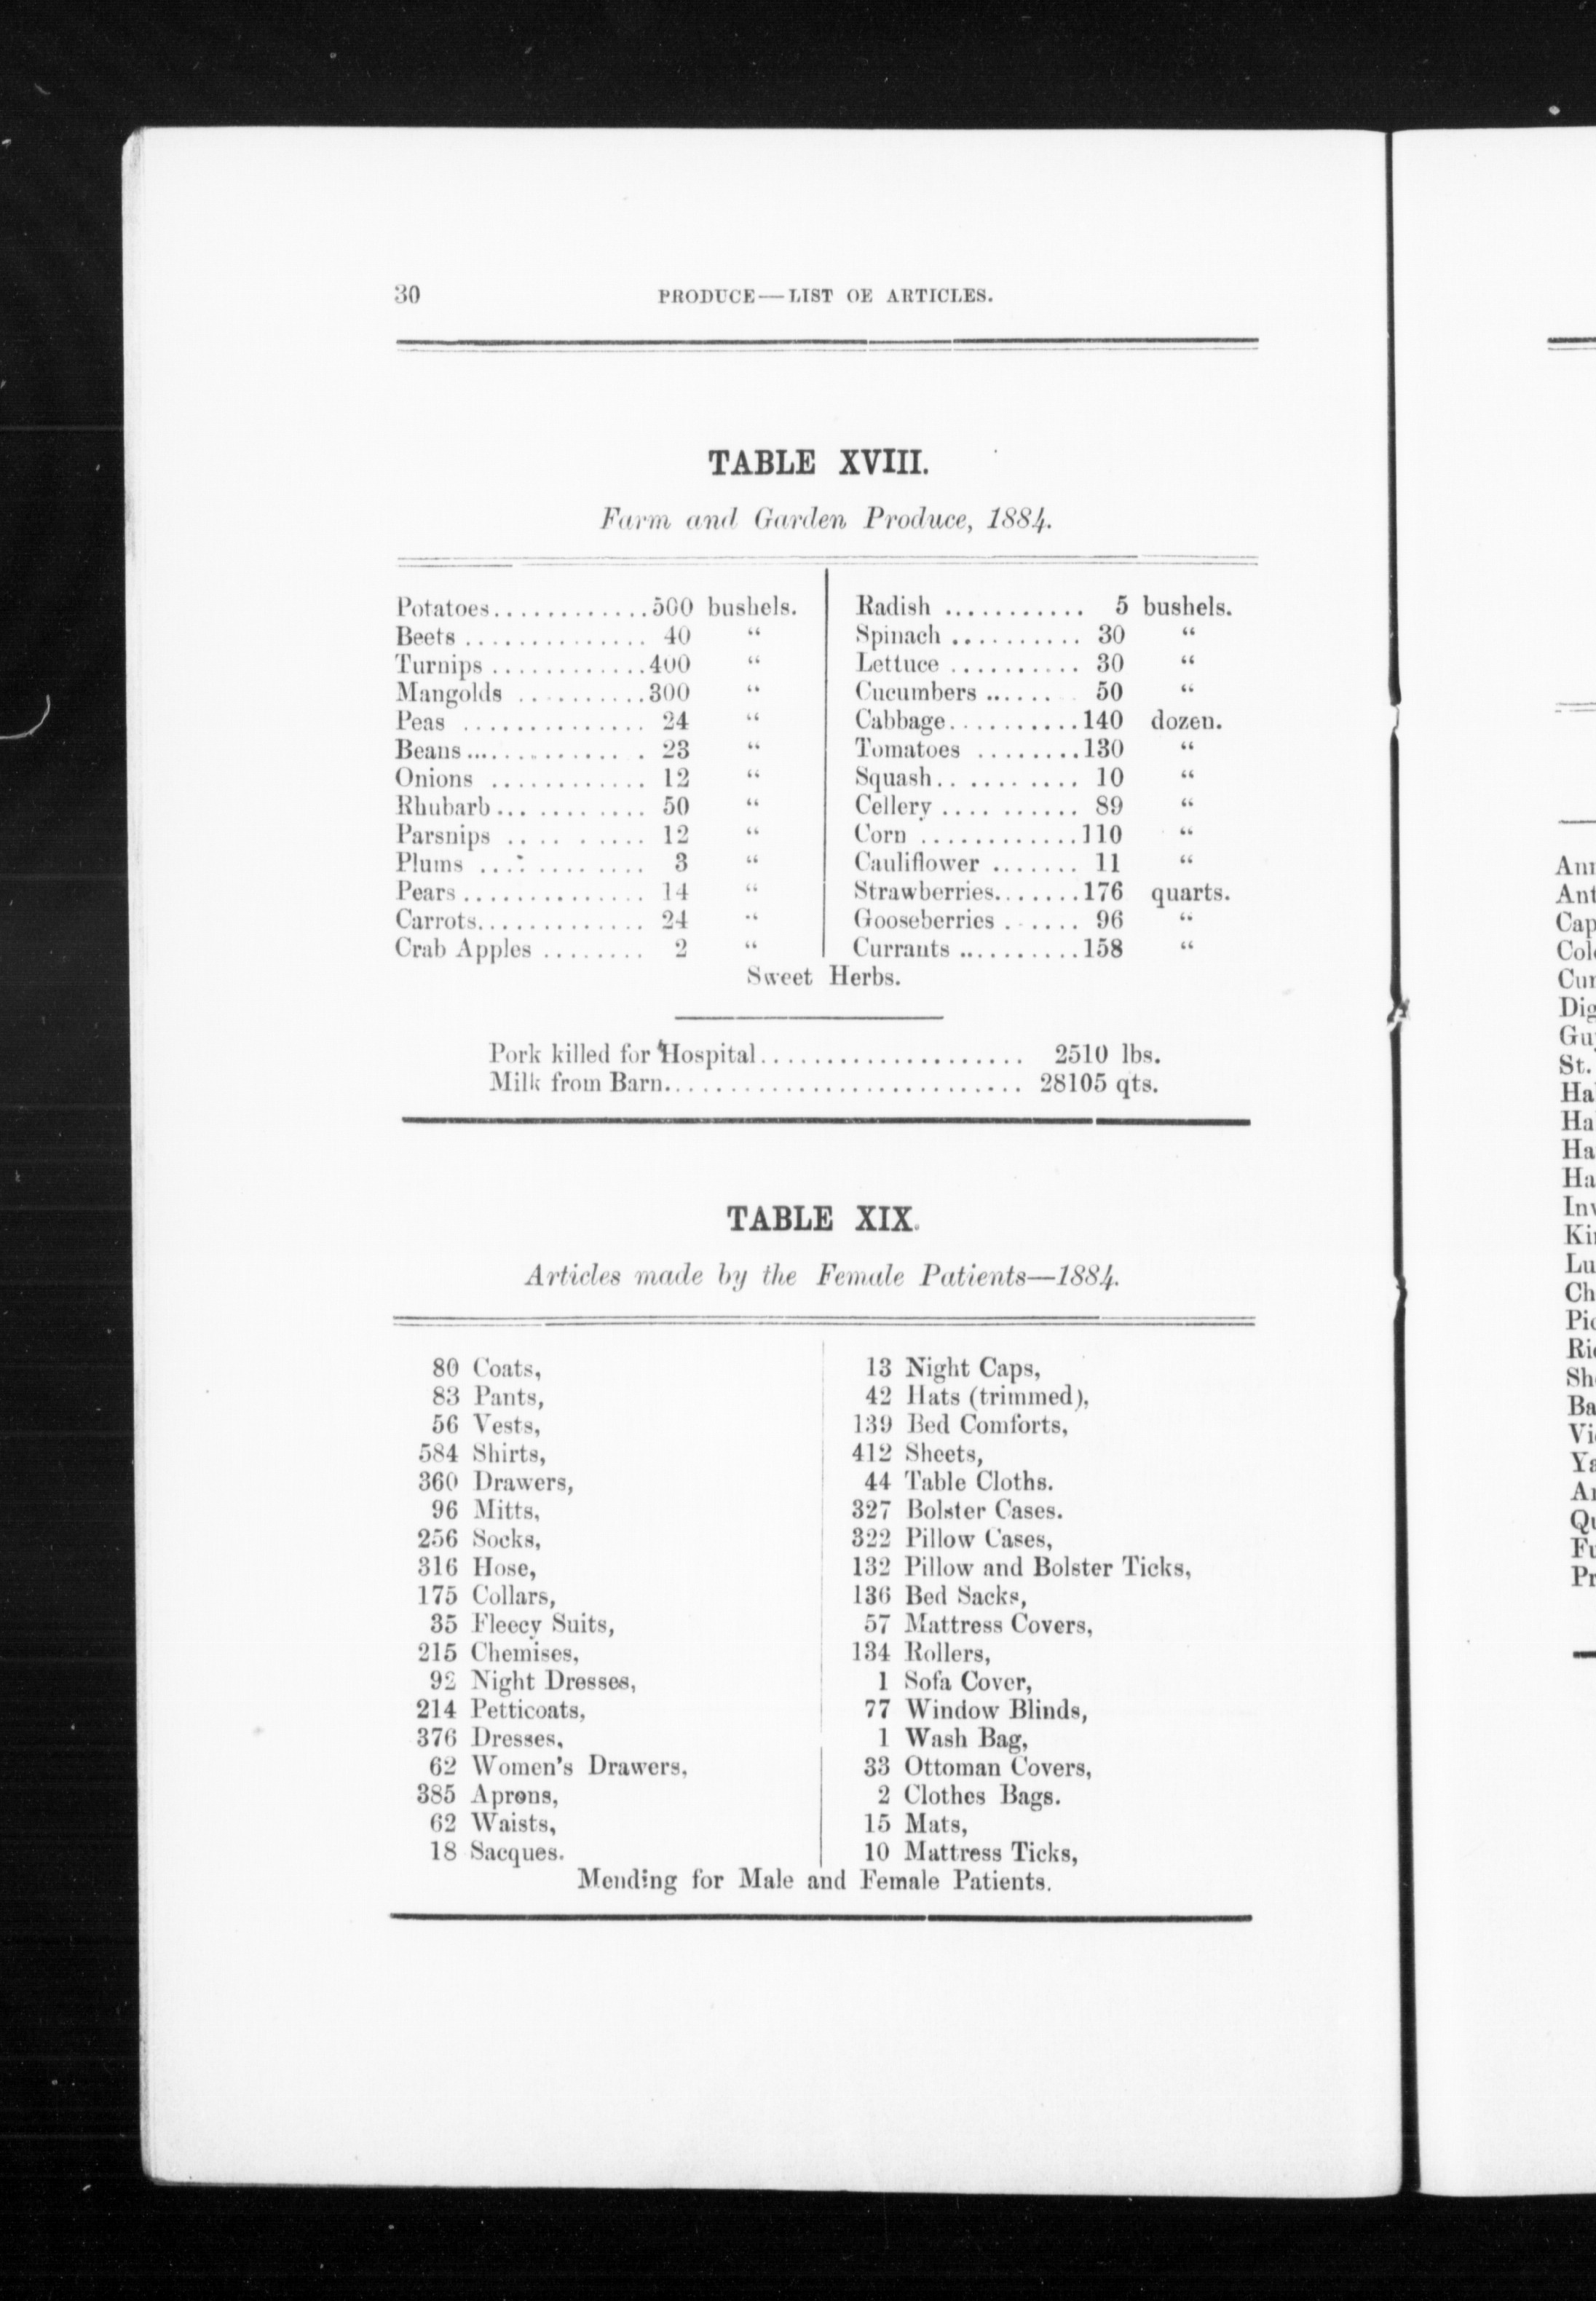 30 PRODUCE—LIST OE ARTICLES.
TABLE XVIII.
Farm and Garden Produce, 1884.
Potatoes............500 bushels.
Beets .............. 40 “
Turnips ............400 “
Mangolds ..........300 “
Peas .............. 24 “
Beans.............. 23 “
Onions ............ 12 “
Rhubarb........... 50 “
Parsnips .......... 12 “
Plums ............ 3 “
Pears.............. 14 “
Carrots............. 24 “
Crab Apples ........ 2 “
Radish ........... 5 bushels.
Spinach .......... 30 “
Lettuce .......... 30 “
Cucumbers ...... 50 “
Cabbage..........140 dozen.
Tomatoes ........130 “
Squash.......... 10 “
Cellery .......... 89 “
Corn ............110 “
Cauliflower ....... 11 “
Strawberries.......176 quarts.
Gooseberries ...... 96 “
Currants ..........158 “
Sweet Herbs.
Pork killed for Hospital.................... 2510 lbs.
Milk from Barn........................... 28105 qts.
TABLE XIX.
Articles made by the Female Patients—1884.
80 Coats,
83 Pants,
56 Vests,
584 Shirts,
360 Drawers,
96 Mitts,
256 Socks,
316 Hose,
175 Collars,
35 Fleecy Suits,
215 Chemises,
92 Night Dresses,
214 Petticoats,
376 Dresses,
62 Women's Drawers,
385 Aprons,
62 Waists,
18 Sacques.
13 Night Caps,
42 Hats (trimmed),
139 Bed Comforts,
412 Sheets,
44 Table Cloths.
327 Bolster Cases.
322 Pillow Cases,
132 Pillow and Bolster Ticks,
136 Bed Sacks,
57 Mattress Covers,
134 Rollers,
1 Sofa Cover,
77 Window Blinds,
1 Wash Bag,
33 Ottoman Covers,
2 Clothes Bags.
15 Mats,
10 Mattress Ticks,
Mending for Male and Female Patients.